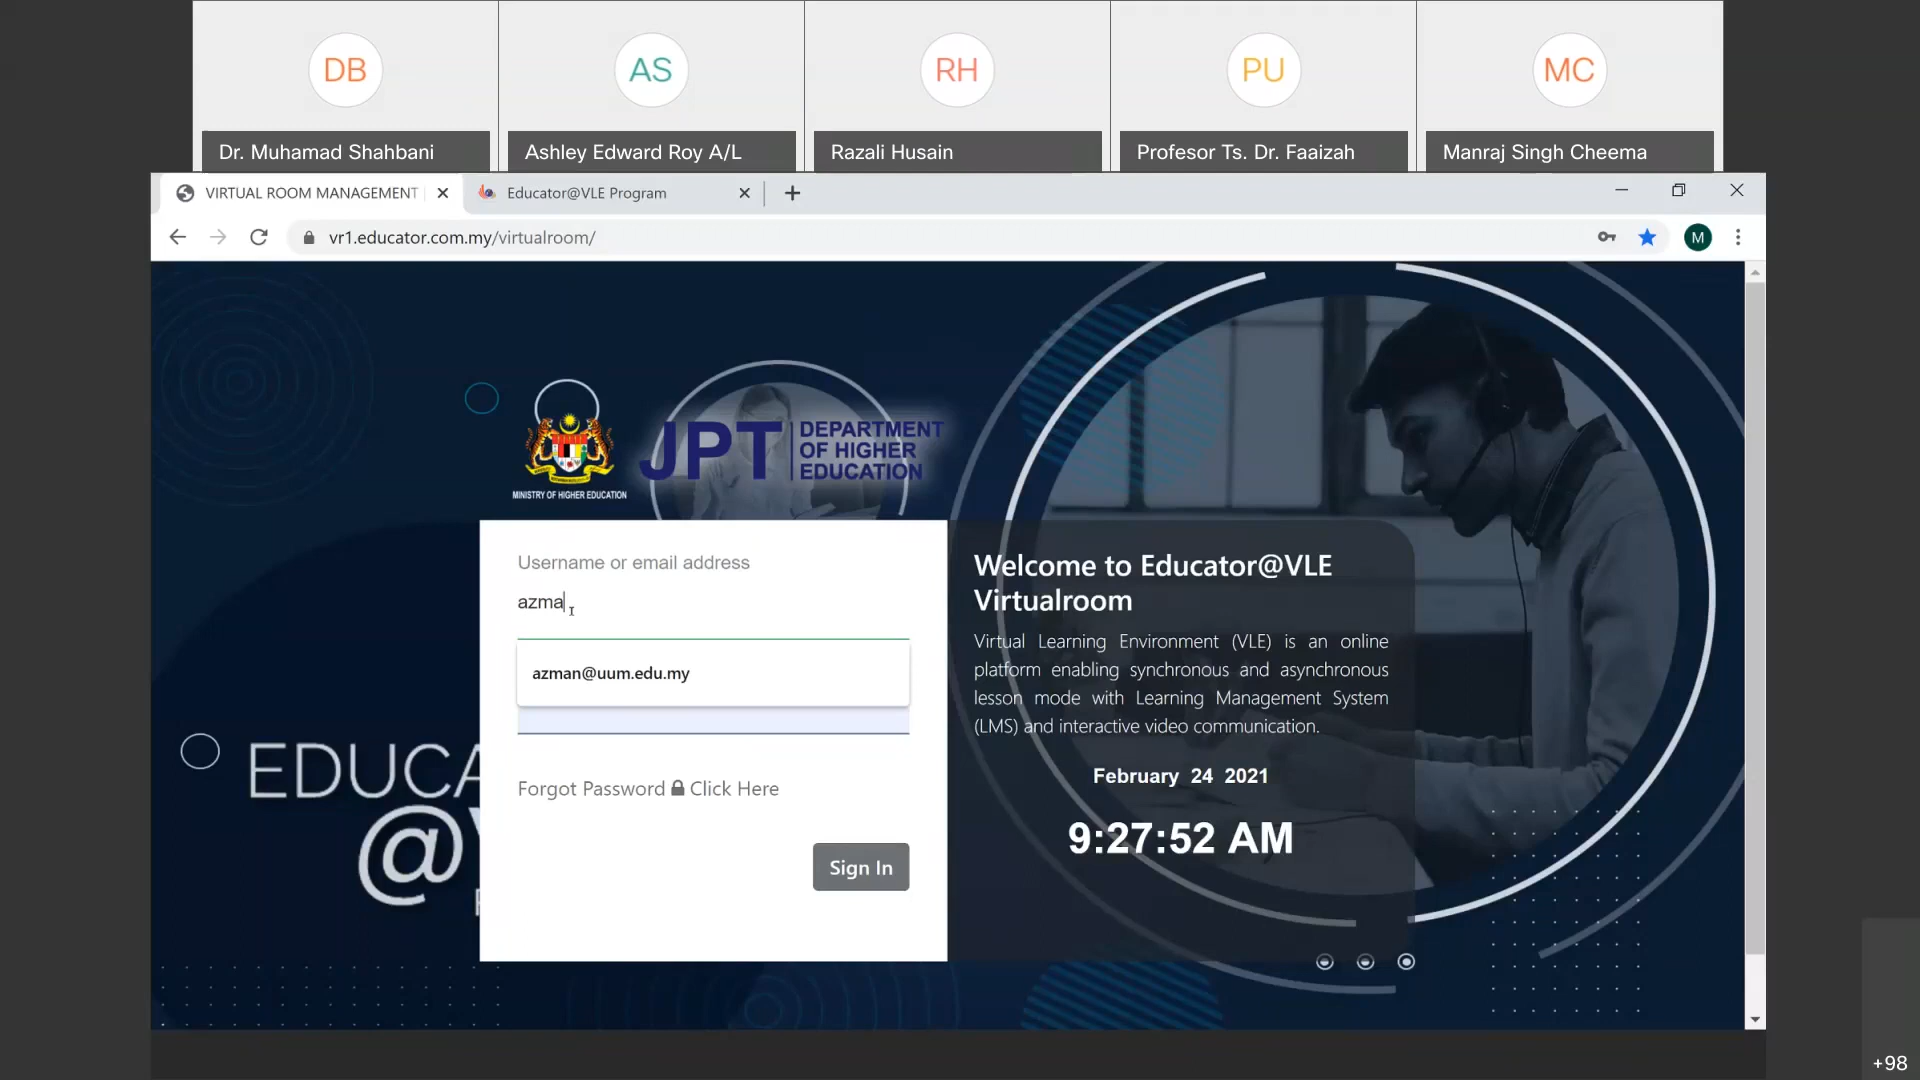 DB
AS
RH
PU
MC
Dr. Muhamad Shahbani
Ashley Edward Roy A/L
Razali Husain
Profesor Ts. Dr. Faaizah
Manraj Singh Cheema
VIRTUAL ROOM MANAGEMENT
Educator@VLE Program
vr1.educator.com.my/virtualroom/
M
MINISTRY OF HIGHER EDUCATION
JPT
DEPARTMENT
OF HIGHER
EDUCATION
Username or email address
azma
azman@uum.edu.my
Forgot Password Click Here
Sign In
Welcome to Educator@VLE
Virtualroom
Virtual Learning Environment (VLE) is an online
platform enabling synchronous and asynchronous
lesson mode with Learning Management System
(LMS) and interactive video communication.
February 24 2021
9:27:52 AM
EDUCA
@
+98